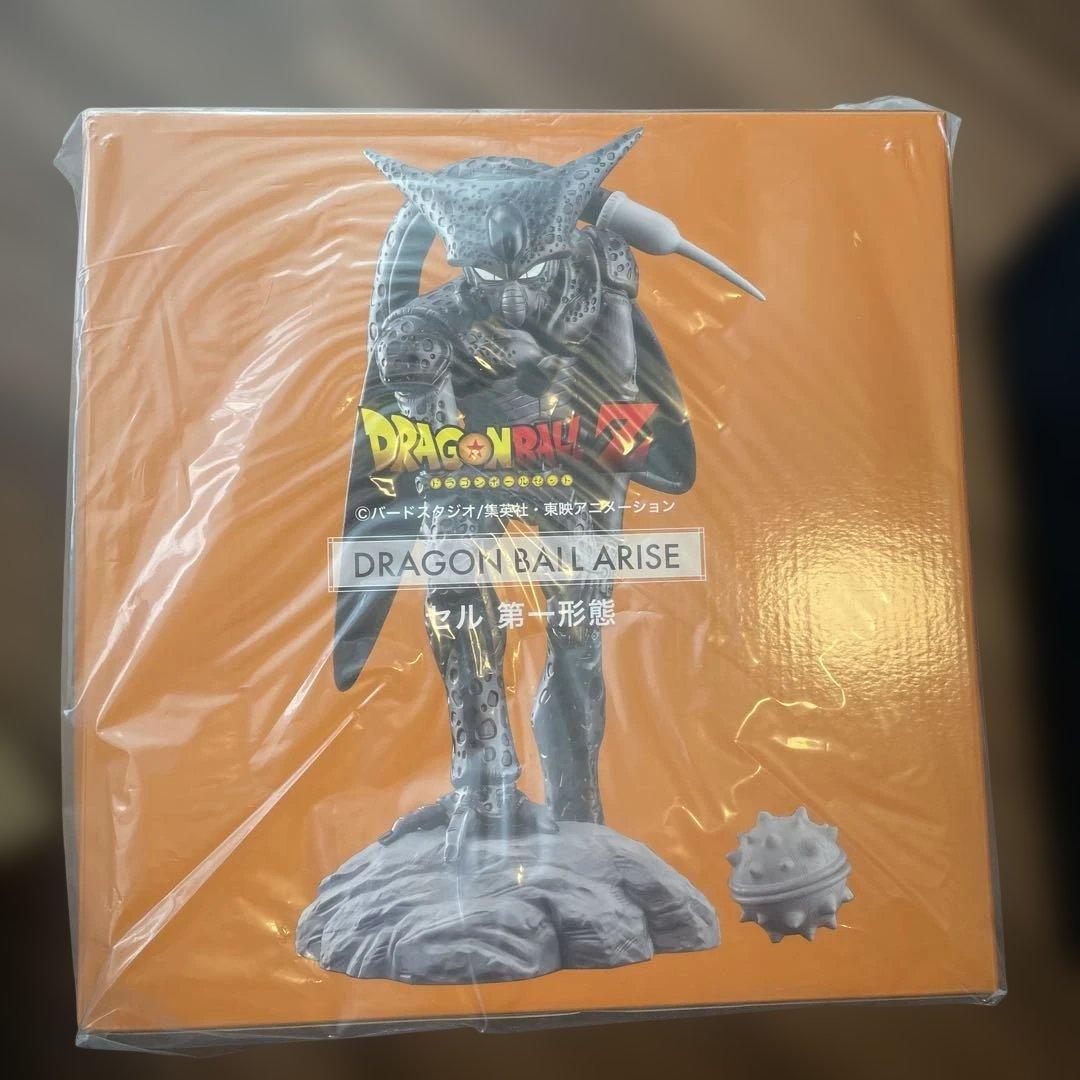 DRAGONBALL Z
ドラゴンボールゼット
©バードスタジオ/集英社・東映アニメーション
DRAGON BALL ARISE
セル 第一形態